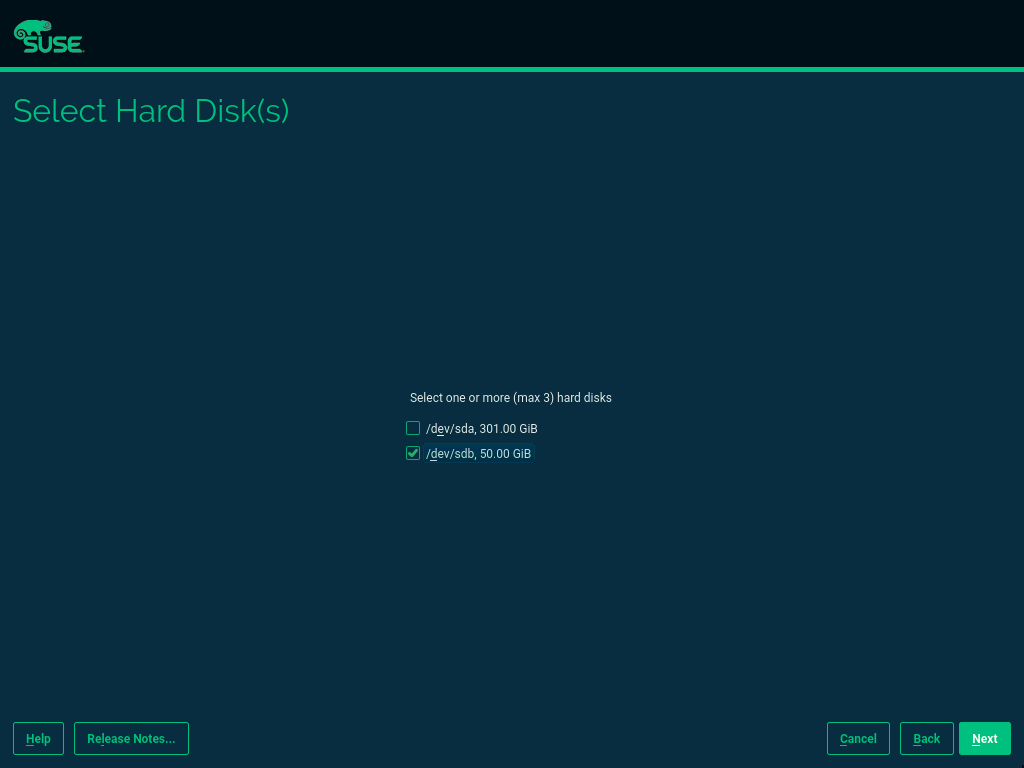 SUSE
Select Hard Disk(s)
Select one or more (max 3) hard disks
/dev/sda, 301.00 GiB
/dev/sdb, 50.00 GiB
Help
Release Notes...
Cancel
Back
Next